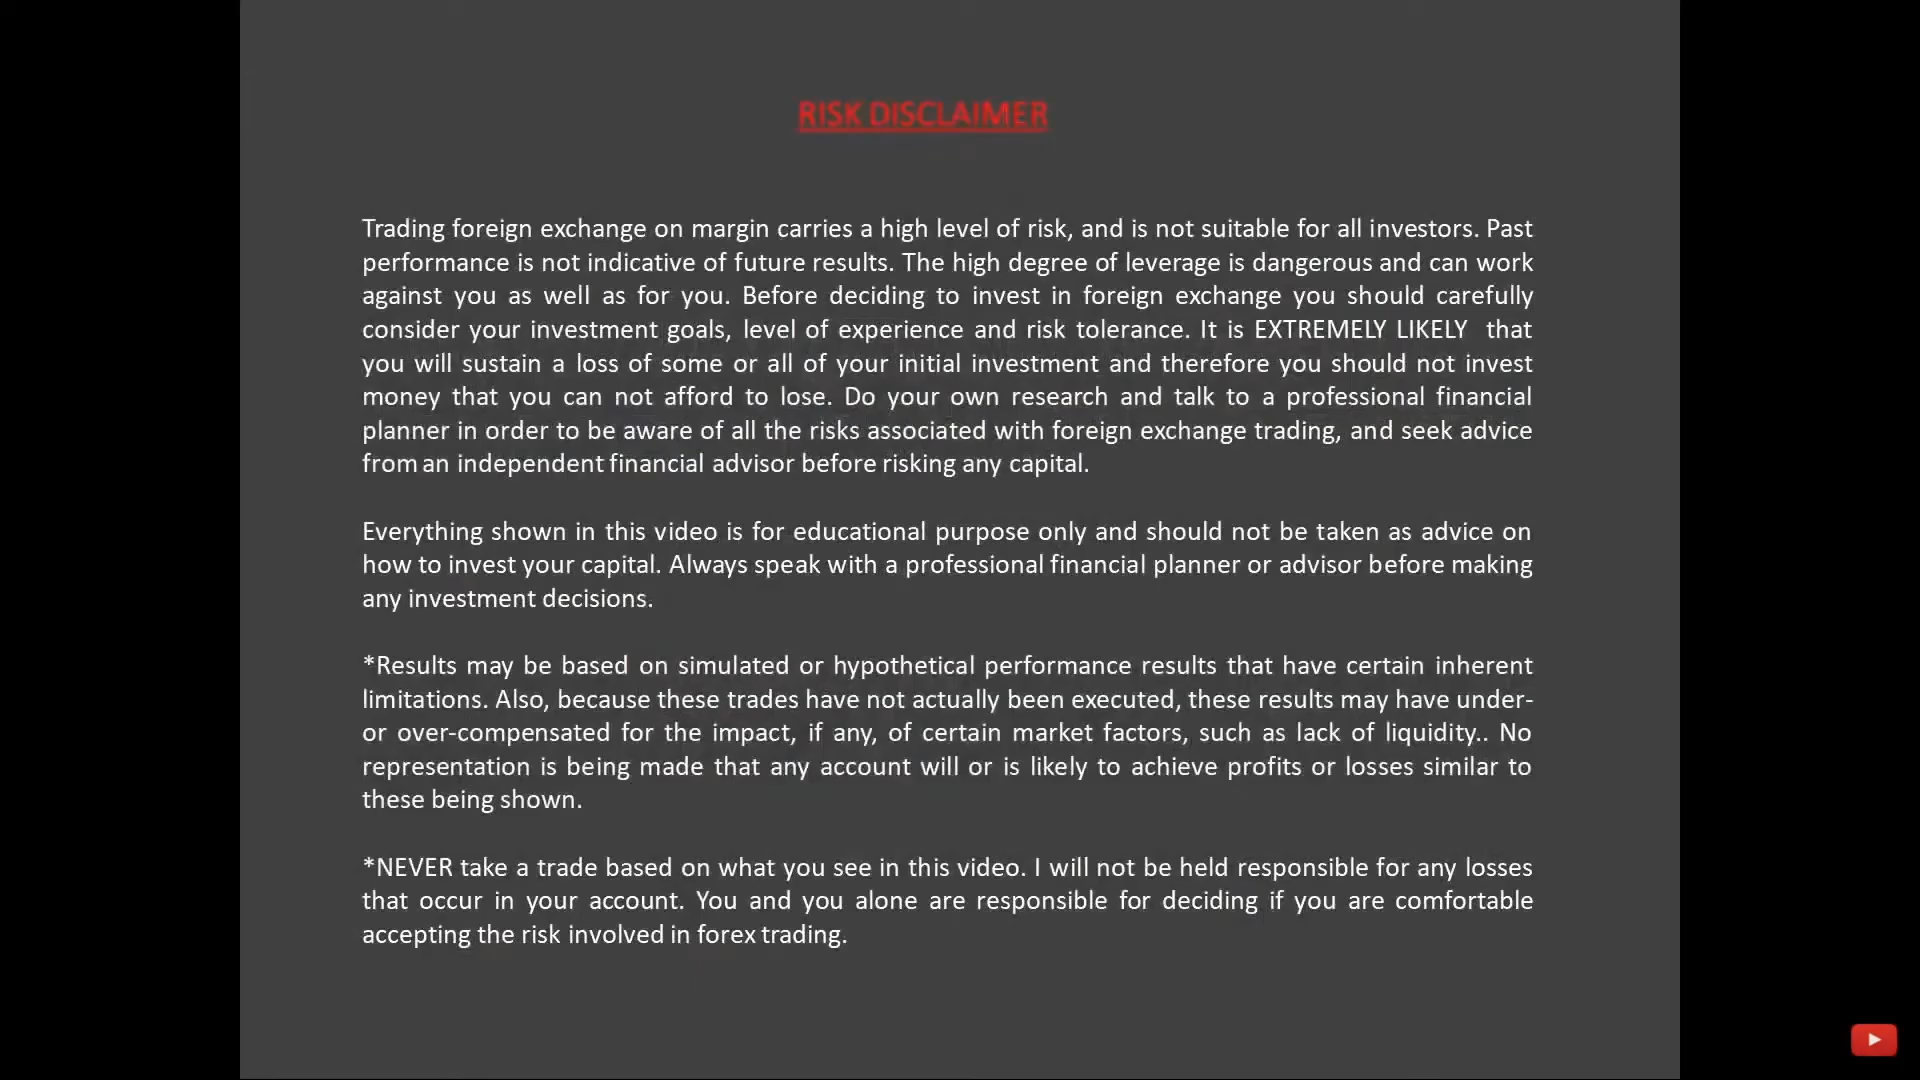 RISK DISCLAIMER
Trading foreign exchange on margin carries a high level of risk, and is not suitable for all investors. Past
performance is not indicative of future results. The high degree of leverage is dangerous and can work
against you as well as for you. Before deciding to invest in foreign exchange you should carefully
consider your investment goals, level of experience and risk tolerance. It is EXTREMELY LIKELY that
you will sustain a loss of some or all of your initial investment and therefore you should not invest
money that you can not afford to lose. Do your own research and talk to a professional financial
planner in order to be aware of all the risks associated with foreign exchange trading, and seek advice
from an independent financial advisor before risking any capital.
Everything shown in this video is for educational purpose only and should not be taken as advice on
how to invest your capital. Always speak with a professional financial planner or advisor before making
any investment decisions.
*Results may be based on simulated or hypothetical performance results that have certain inherent
limitations. Also, because these trades have not actually been executed, these results may have under-
or over-compensated for the impact, if any, of certain market factors, such as lack of liquidity.. No
representation is being made that any account will or is likely to achieve profits or losses similar to
these being shown.
*NEVER take a trade based on what you see in this video. I will not be held responsible for any losses
that occur in your account. You and you alone are responsible for deciding if you are comfortable
accepting the risk involved in forex trading.